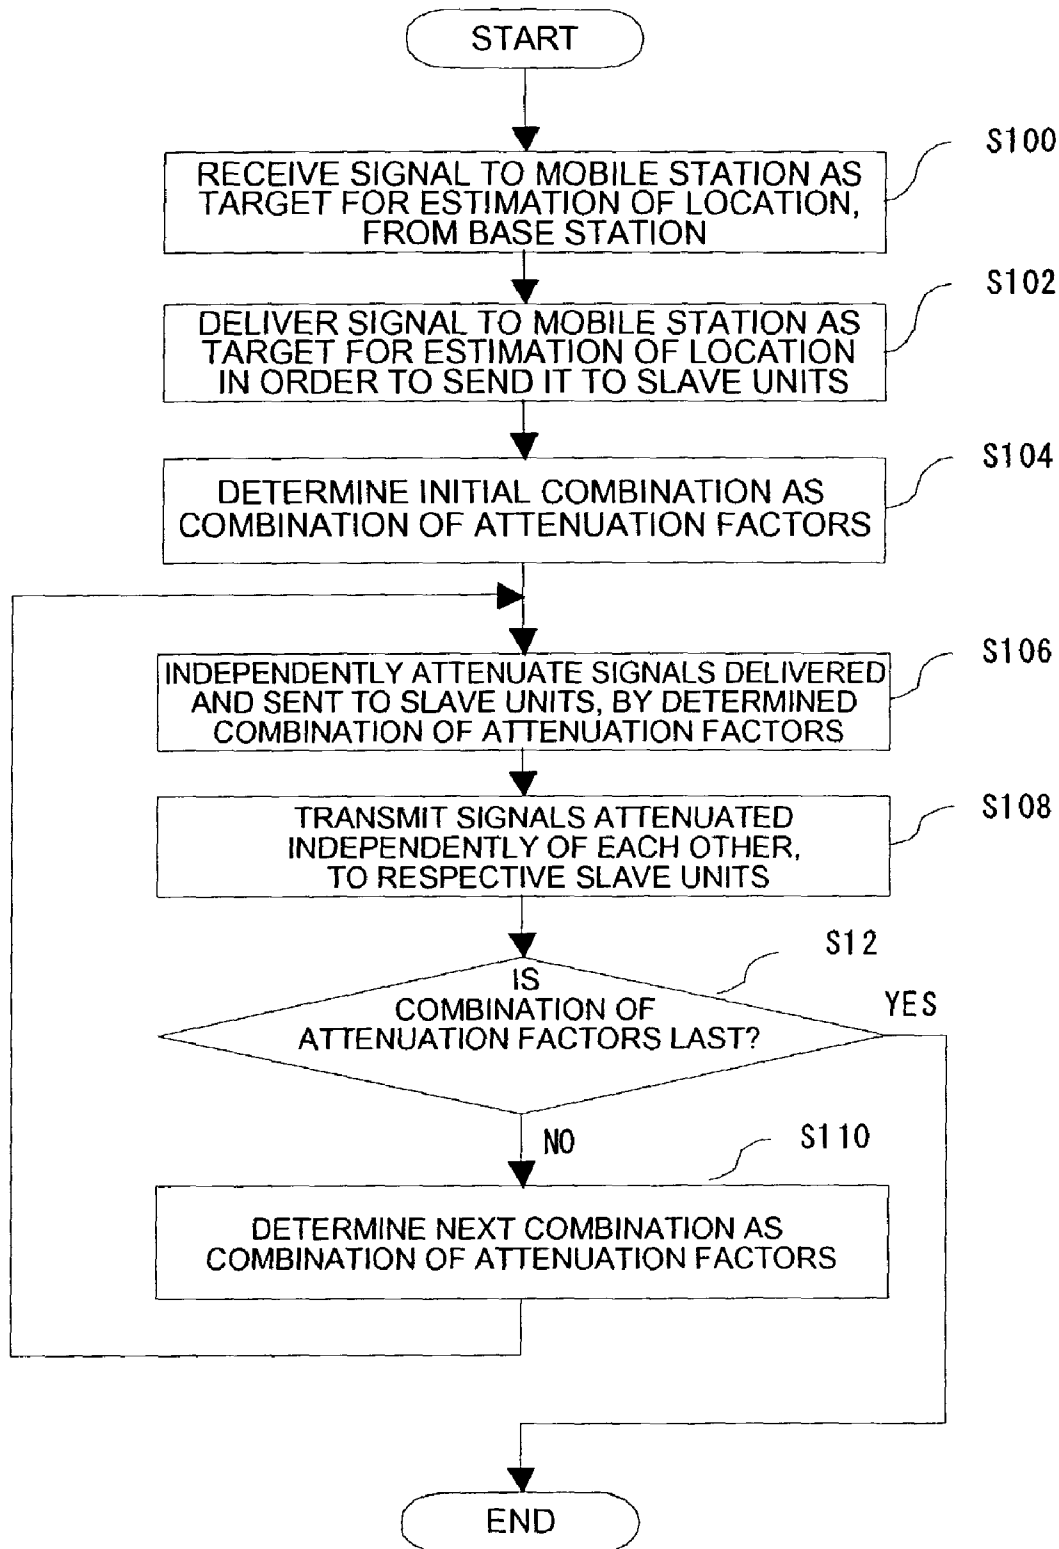 START
S100
RECEIVE SIGNAL TO MOBILE STATION AS
TARGET FOR ESTIMATION OF LOCATION,
FROM BASE STATION
S102
DELIVER SIGNAL TO MOBILE STATION AS
TARGET FOR ESTIMATION OF LOCATION
IN ORDER TO SEND IT TO SLAVE UNITS
S104
DETERMINE INITIAL COMBINATION AS
COMBINATION OF ATTENUATION FACTORS
S106
INDEPENDENTLY ATTENUATE SIGNALS DELIVERED
AND SENT TO SLAVE UNITS, BY DETERMINED
COMBINATION OF ATTENUATION FACTORS
S108
TRANSMIT SIGNALS ATTENUATED
INDEPENDENTLY OF EACH OTHER,
TO RESPECTIVE SLAVE UNITS
S12
IS
COMBINATION OF
ATTENUATION FACTORS LAST?
YES
NO
S110
DETERMINE NEXT COMBINATION AS
COMBINATION OF ATTENUATION FACTORS
END